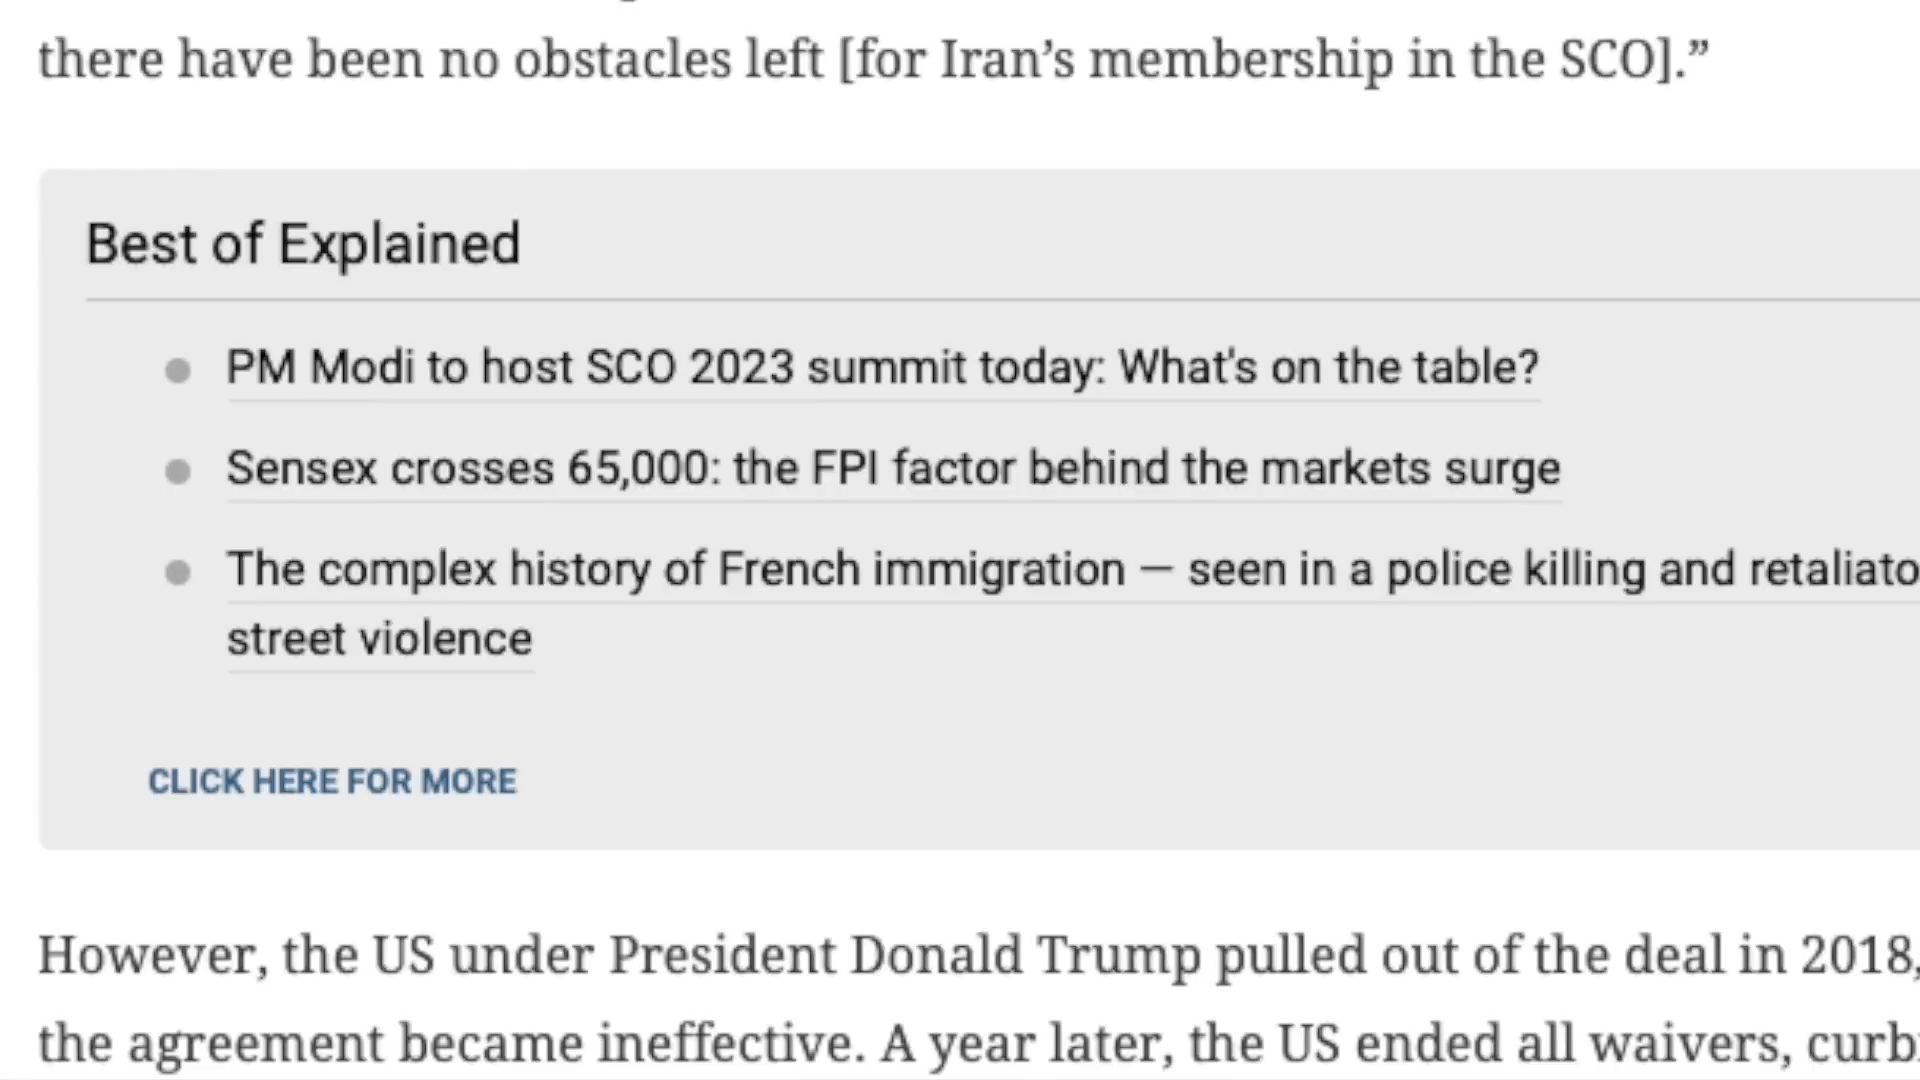 there have been no obstacles left [for Iran’s membership in the SCO].”
Best of Explained
PM Modi to host SCO 2023 summit today: What's on the table?
Sensex crosses 65,000: the FPI factor behind the markets surge
The complex history of French immigration — seen in a police killing and retaliato
street violence
CLICK HERE FOR MORE
However, the US under President Donald Trump pulled out of the deal in 2018,
the agreement became ineffective. A year later, the US ended all waivers, curbi